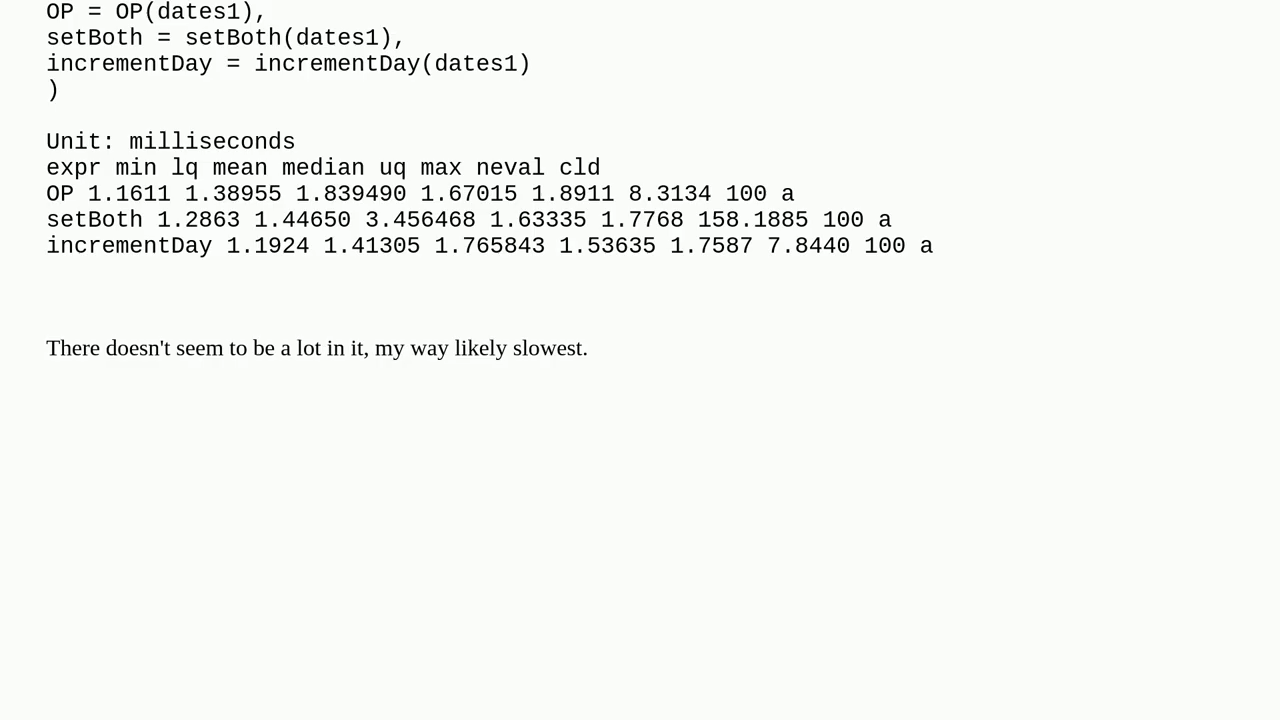 OP = OP(dates1),
setBoth = setBoth(dates1),
incrementDay = incrementDay(dates1)
)
Unit: milliseconds
expr min lq mean median uq max neval cld
OP 1.1611 1.38955 1.839490 1.67015 1.8911 8.3134 100 a
setBoth 1.2863 1.44650 3.456468 1.63335 1.7768 158.1885 100 a
incrementDay 1.1924 1.41305 1.765843 1.53635 1.7587 7.8440 100 a
There doesn't seem to be a lot in it, my way likely slowest.